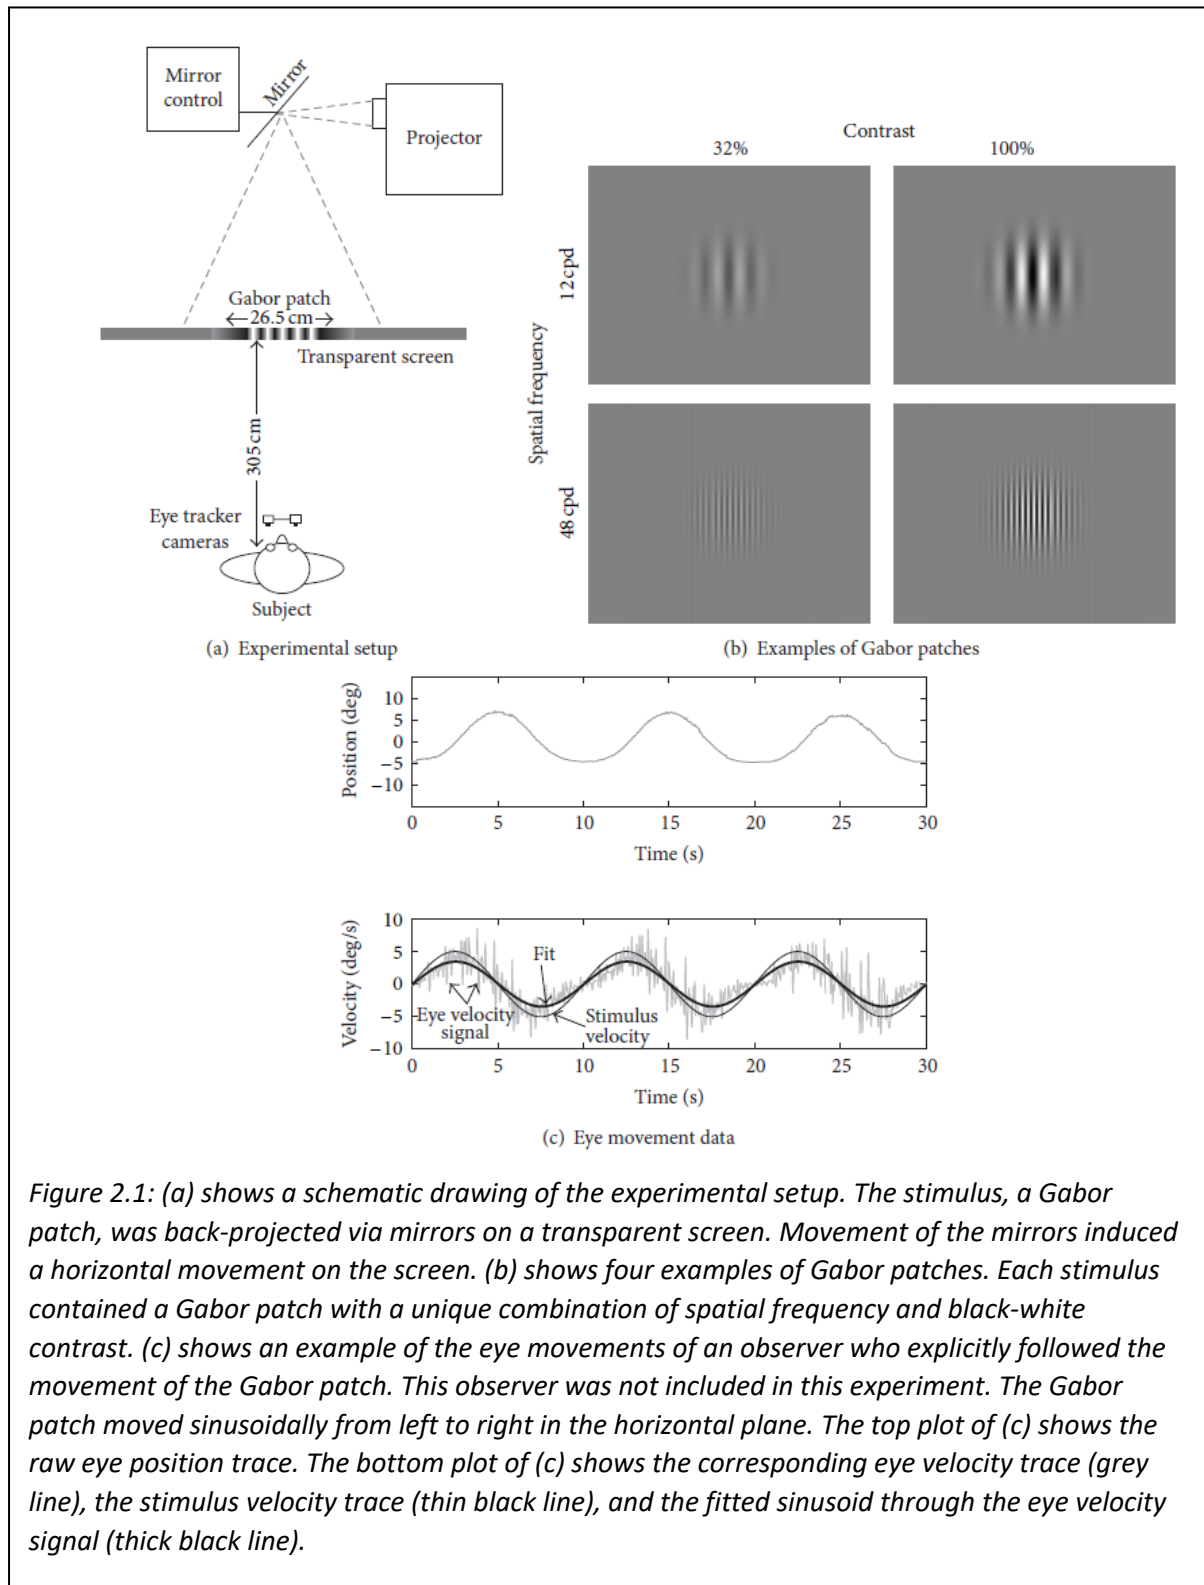 Mirror
control
Mirror
Projector
Gabor patch
26.5 cm
Transparent screen
305 cm
Eye tracker
cameras
Subject
(a) Experimental setup
Contrast
32%
100%
Spatial frequency
12 cpd
48 cpd
(b) Examples of Gabor patches
Position (deg)
10
5
0
−5
−10
0 5 10 15 20 25 30
Time (s)
Velocity (deg/s)
10
5
0
−5
−10
Fit
Eye velocity
signal
Stimulus
velocity
0 5 10 15 20 25 30
Time (s)
(c) Eye movement data
Figure 2.1: (a) shows a schematic drawing of the experimental setup. The stimulus, a Gabor
patch, was back-projected via mirrors on a transparent screen. Movement of the mirrors induced
a horizontal movement on the screen. (b) shows four examples of Gabor patches. Each stimulus
contained a Gabor patch with a unique combination of spatial frequency and black-white
contrast. (c) shows an example of the eye movements of an observer who explicitly followed the
movement of the Gabor patch. This observer was not included in this experiment. The Gabor
patch moved sinusoidally from left to right in the horizontal plane. The top plot of (c) shows the
raw eye position trace. The bottom plot of (c) shows the corresponding eye velocity trace (grey
line), the stimulus velocity trace (thin black line), and the fitted sinusoid through the eye velocity
signal (thick black line).